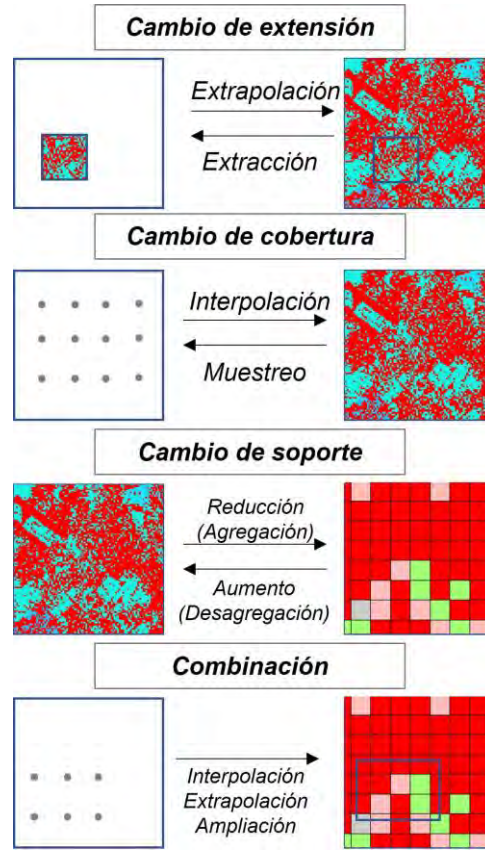 Cambio de extensión
Extrapolación
Extracción
Cambio de cobertura
Interpolación
Muestreo
Cambio de soporte
Reducción
(Agregación)
Aumento
(Desagregación)
Combinación
Interpolación
Extrapolación
Ampliación